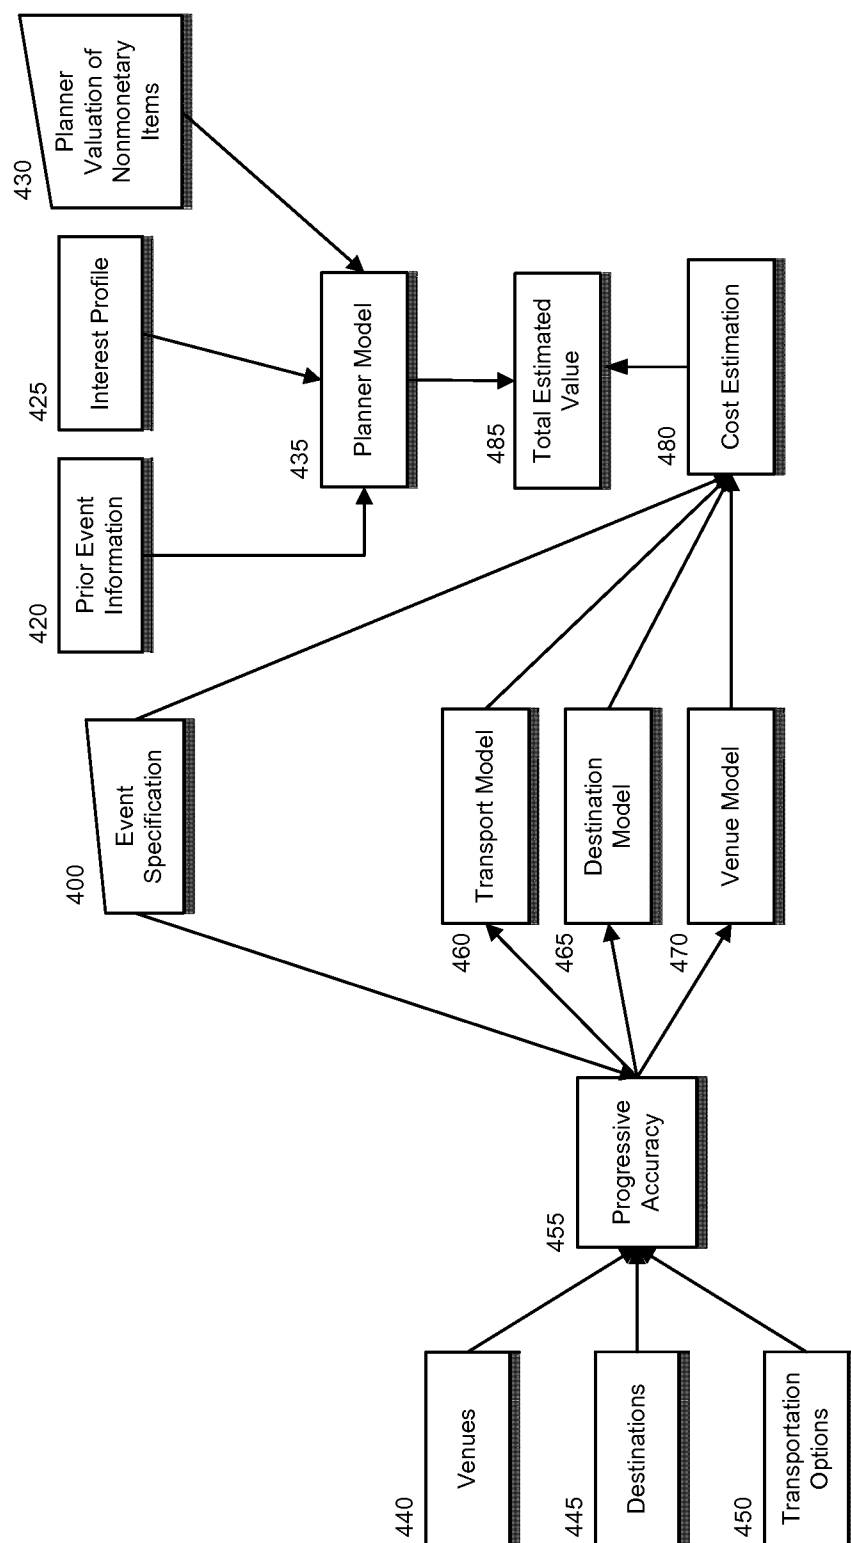 430
Planner
Valuation of
Nonmonetary
Items
425
Interest Profile
420
Prior Event
Information
435
Planner Model
485
Total Estimated
Value
480
Cost Estimation
400
Event
Specification
460
Transport Model
465
Destination
Model
470
Venue Model
455
Progressive
Accuracy
440
Venues
445
Destinations
450
Transportation
Options